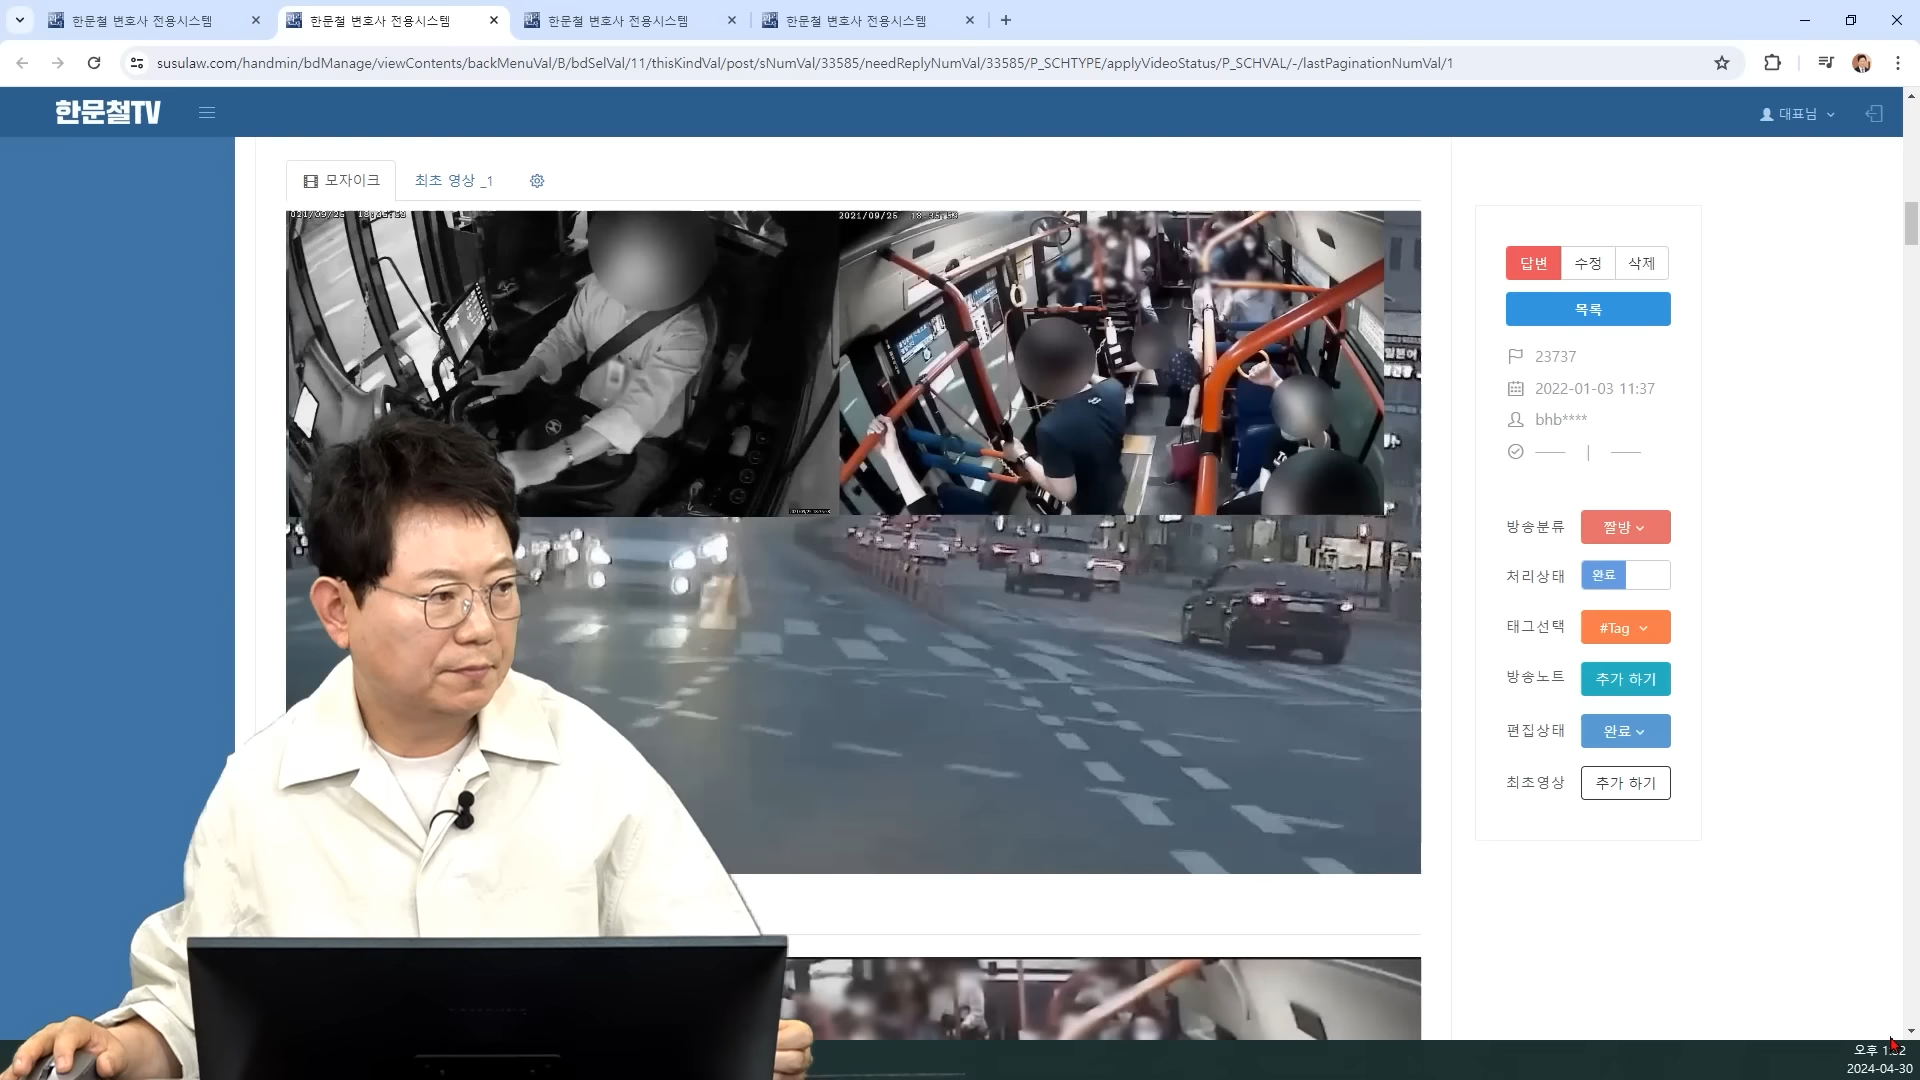 한문철 변호사 전용시스템
한문철 변호사 전용시스템
한문철 변호사 전용시스템
한문철 변호사 전용시스템
susulaw.com/handmin/bdManage/viewContents/backMenuVal/B/bdSelVal/11/thisKindVal/post/sNumVal/33585/needReplyNumVal/33585/P_SCHTYPE/applyVideoStatus/P_SCHVAL/-/lastPaginationNumVal/1
한문철TV
대표님
모자이크
최초 영상 _1
2021/09/25
답변
수정
삭제
목록
23737
2022-01-03 11:37
bhb****
방송분류
짤방
처리상태
완료
태그선택
#Tag
방송노트
추가 하기
편집상태
완료
최초영상
추가 하기
오후
2024-04-30